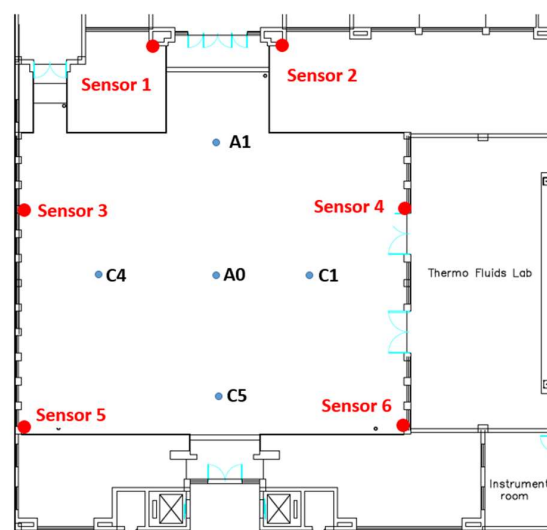 Sensor 1
Sensor 2
A1
Sensor 3
Sensor 4
C4
A0
C1
Thermo Fluids Lab
C5
Sensor 5
Sensor 6
Instrument
room